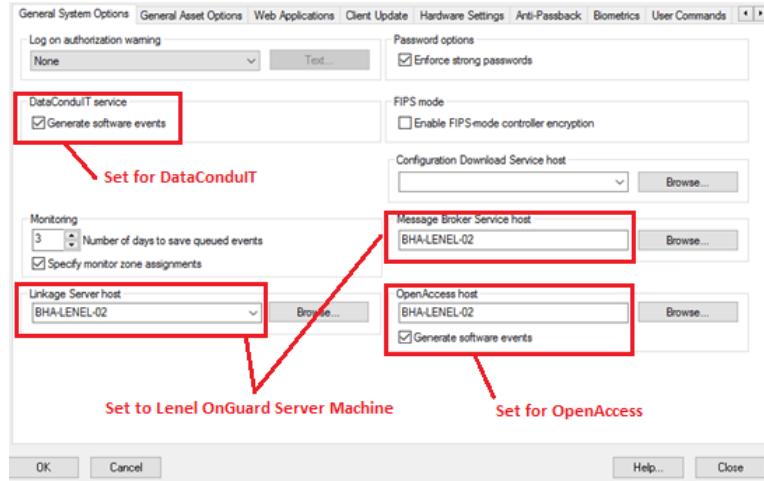 General System Options General Asset Options Web Applications Client Update Hardware Settings Anti-Passback Biometrics User Commands
Log on authorization warning
None
Text...
Password options
Enforce strong passwords
DataConduIT service
Generate software events
FIPS mode
Enable FIPS-mode controller encryption
Set for DataConduIT
Configuration Download Service host
Browse...
Monitoring
3 Number of days to save queued events
Specify monitor zone assignments
Message Broker Service host
BHA-LENEL-02
Browse...
Linkage Server host
BHA-LENEL-02
Browse...
OpenAccess host
BHA-LENEL-02
Browse...
Generate software events
Set to Lenel OnGuard Server Machine
Set for OpenAccess
OK Cancel Help... Close